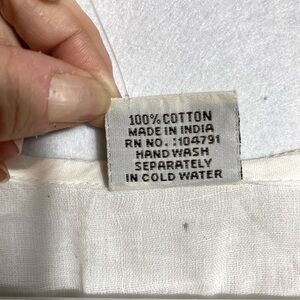 100% COTTON
MADE IN INDIA
RN NO. :104791
HAND WASH
SEPARATELY
IN COLD WATER